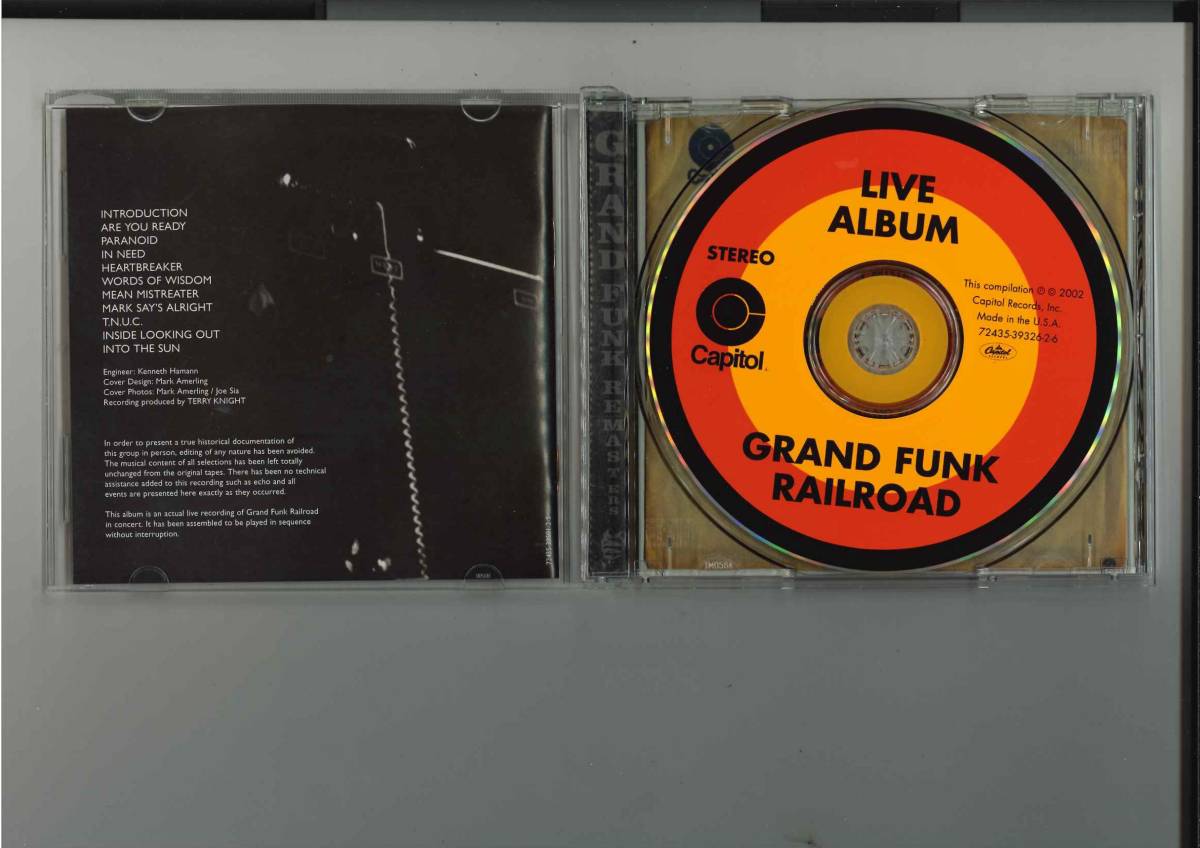 INTRODUCTION
ARE YOU READY
PARANOID
IN NEED
HEARTBREAKER
WORDS OF WISDOM
MEAN MISTREATER
MARK SAY'S ALRIGHT
T.N.U.C.
INSIDE LOOKING OUT
INTO THE SUN
Engineer: Kenneth Hamann
Cover Design: Mark Amerling
Cover Photos: Mark Amerling / Joe Sia
Recording produced by TERRY KNIGHT
In order to present a true historical documentation of
this group in person, editing of any nature has been avoided.
The musical content of all selections has been left totally
unchanged from the original tapes. There has been no technical
assistance added to this recording such as echo and all
events are presented here exactly as they occurred.
This album is an actual live recording of Grand Funk Railroad
in concert. It has been assembled to be played in sequence
without interruption.
GRAND FUNK REMASTERS
LIVE
ALBUM
STEREO
Capitol
This compilation ℗ © 2002
Capitol Records, Inc.
Made in the U.S.A.
72435-39326-2-6
Capitol
GRAND FUNK
RAILROAD
1M056A